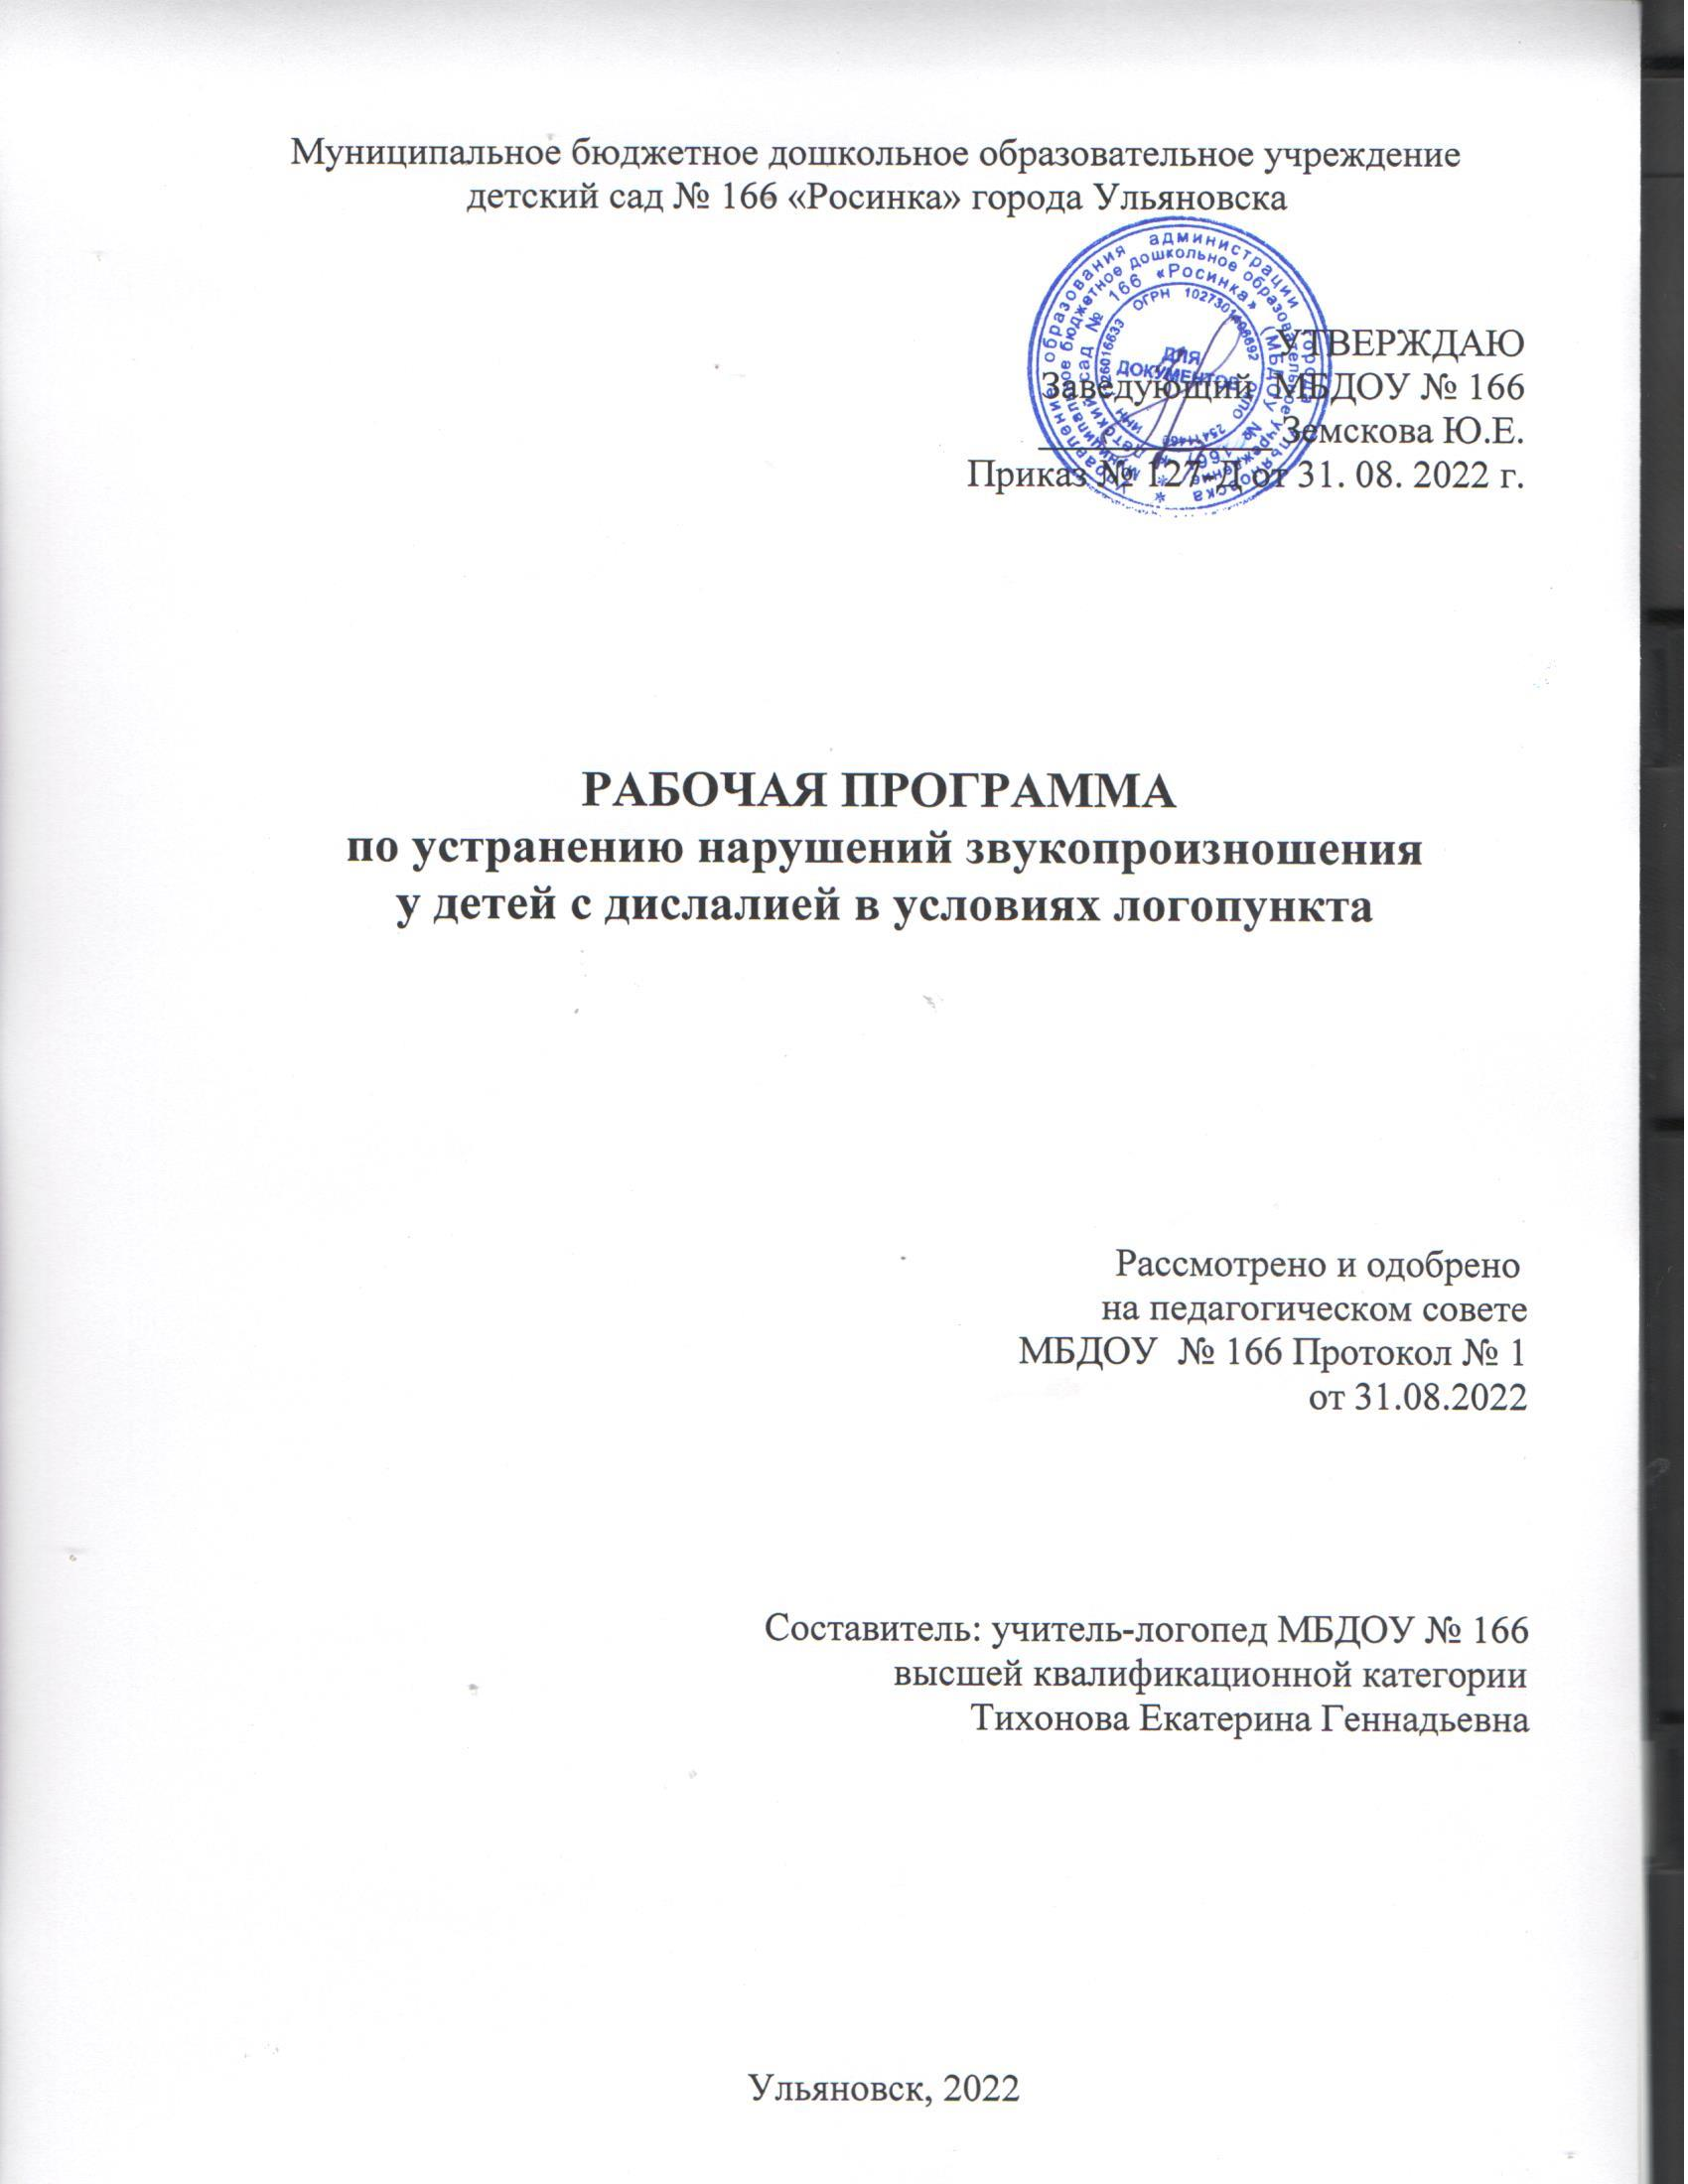 Муниципальное бюджетное дошкольное образовательное учреждение
детский сад № 166 «Росинка» города Ульяновска
УТВЕРЖДАЮ
Заведующий МБДОУ № 166
Земскова Ю.Е.
Приказ № 127-Д от 31. 08. 2022 г.
ДЛЯ
ДОКУМЕНТОВ
РАБОЧАЯ ПРОГРАММА
по устранению нарушений звукопроизношения
у детей с дислалией в условиях логопункта
Рассмотрено и одобрено
на педагогическом совете
МБДОУ № 166 Протокол № 1
от 31.08.2022
Составитель: учитель-логопед МБДОУ № 166
высшей квалификационной категории
Тихонова Екатерина Геннадьевна
Ульяновск, 2022